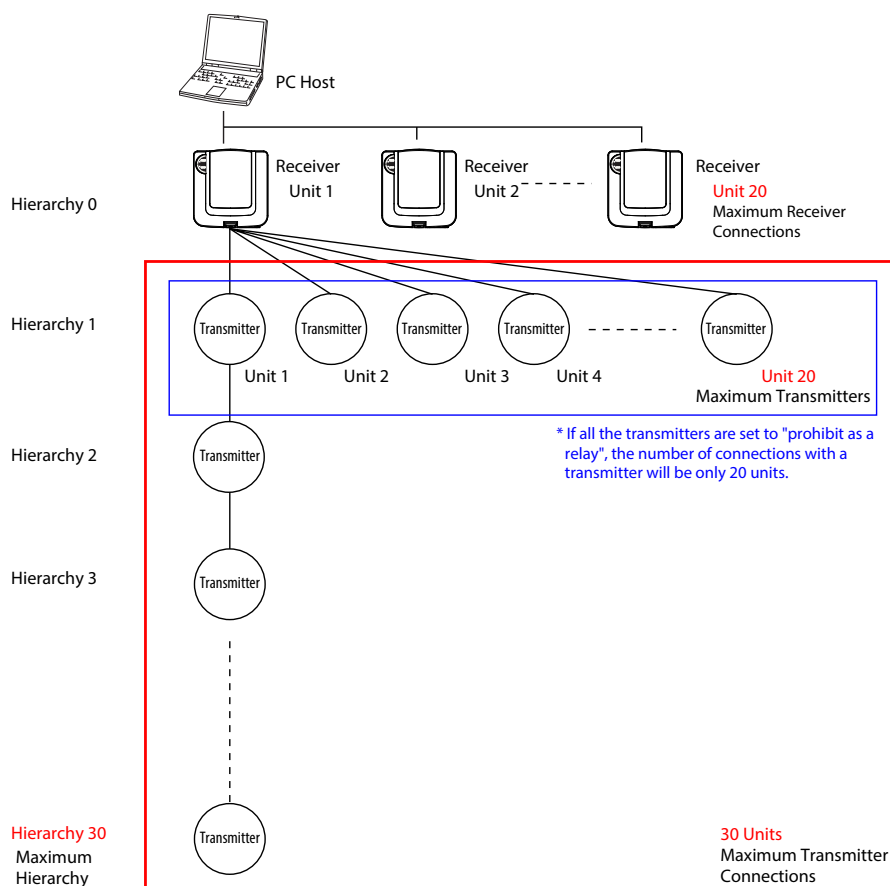 PC Host
Receiver
Unit 1
Receiver
Unit 2
Receiver
Unit 20
Maximum Receiver
Connections
Hierarchy 0
Hierarchy 1
Transmitter
Transmitter
Transmitter
Transmitter
Transmitter
Unit 1
Unit 2
Unit 3
Unit 4
Unit 20
Maximum Transmitters
* If all the transmitters are set to "prohibit as a
relay", the number of connections with a
transmitter will be only 20 units.
Hierarchy 2
Transmitter
Hierarchy 3
Transmitter
Hierarchy 30
Maximum
Hierarchy
Transmitter
30 Units
Maximum Transmitter
Connections